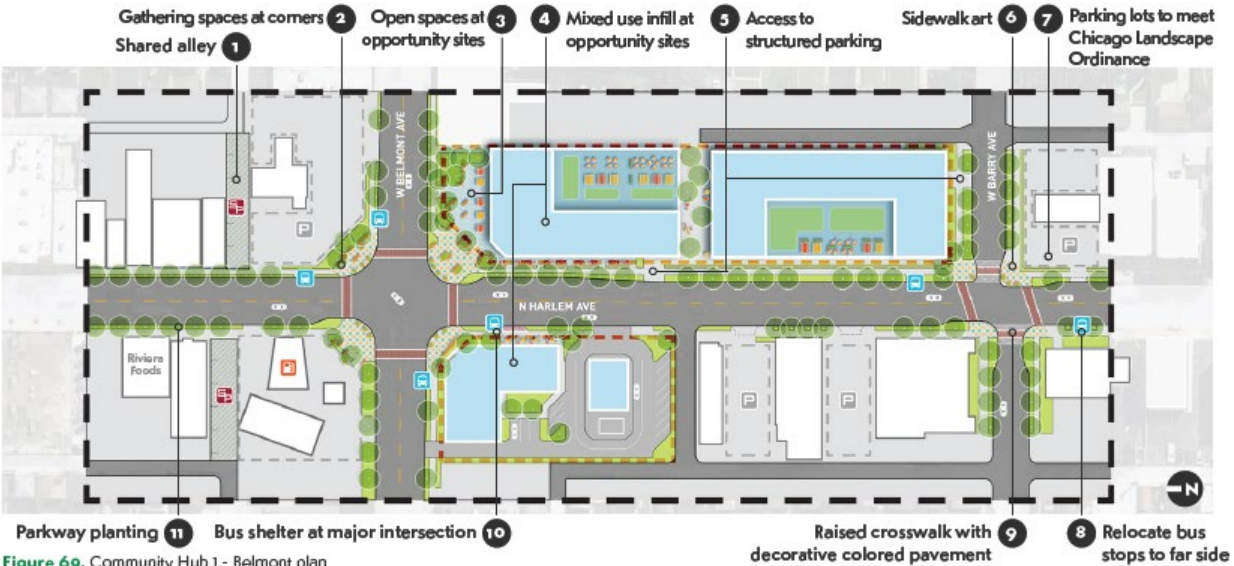 Gathering spaces at corners 2
Shared alley 1
Open spaces at 3
opportunity sites
4 Mixed use infill at
opportunity sites
5 Access to
structured parking
Sidewalk art 6
7 Parking lots to meet
Chicago Landscape
Ordinance
W BELMONT AVE
W BARRY AVE
P
P
N HARLEM AVE
Riviera
Foods
P
P
N
Parkway planting 11
Bus shelter at major intersection 10
Raised crosswalk with 9
decorative colored pavement
8 Relocate bus
stops to far side
Figure 69. Community Hub 1 - Belmont plan